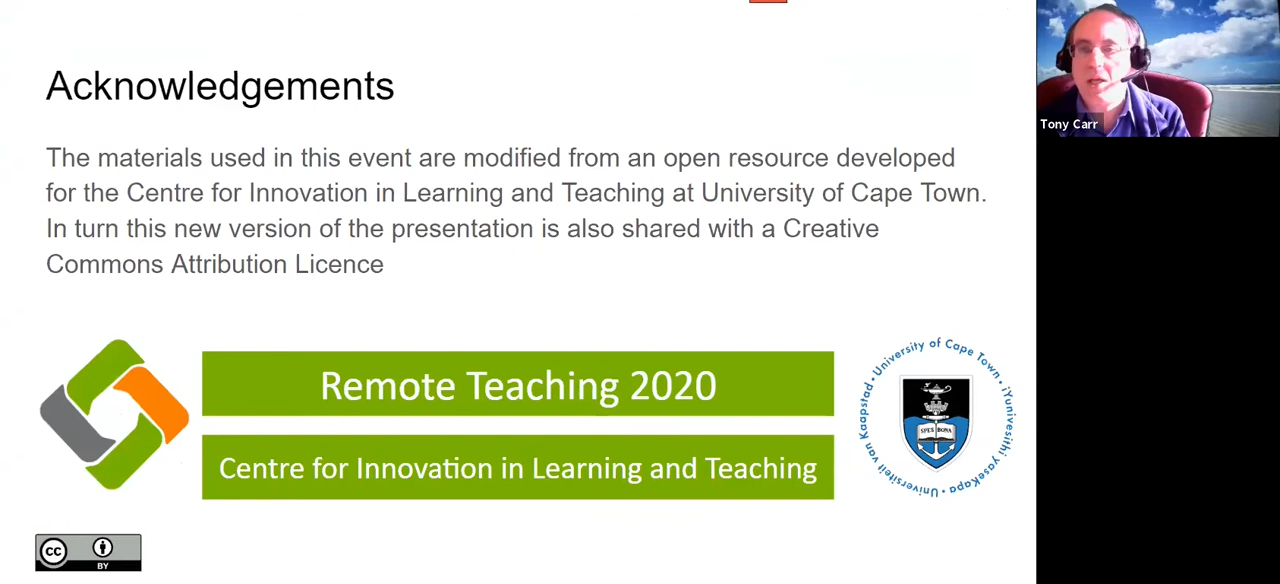 Acknowledgements
Tony Carr
The materials used in this event are modified from an open resource developed
for the Centre for Innovation in Learning and Teaching at University of Cape Town.
In turn this new version of the presentation is also shared with a Creative
Commons Attribution Licence
Remote Teaching 2020
Centre for Innovation in Learning and Teaching
University of Cape Town · iYunivesithi yaseKapa · Universiteit van Kaapstad ·
SPES BONA
cc
BY